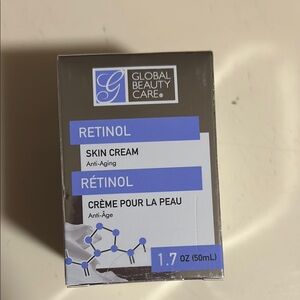 G
GLOBAL
BEAUTY
CARE®
RETINOL
SKIN CREAM
Anti-Aging
RÉTINOL
CRÈME POUR LA PEAU
Anti-Âge
1.7 OZ (50mL)